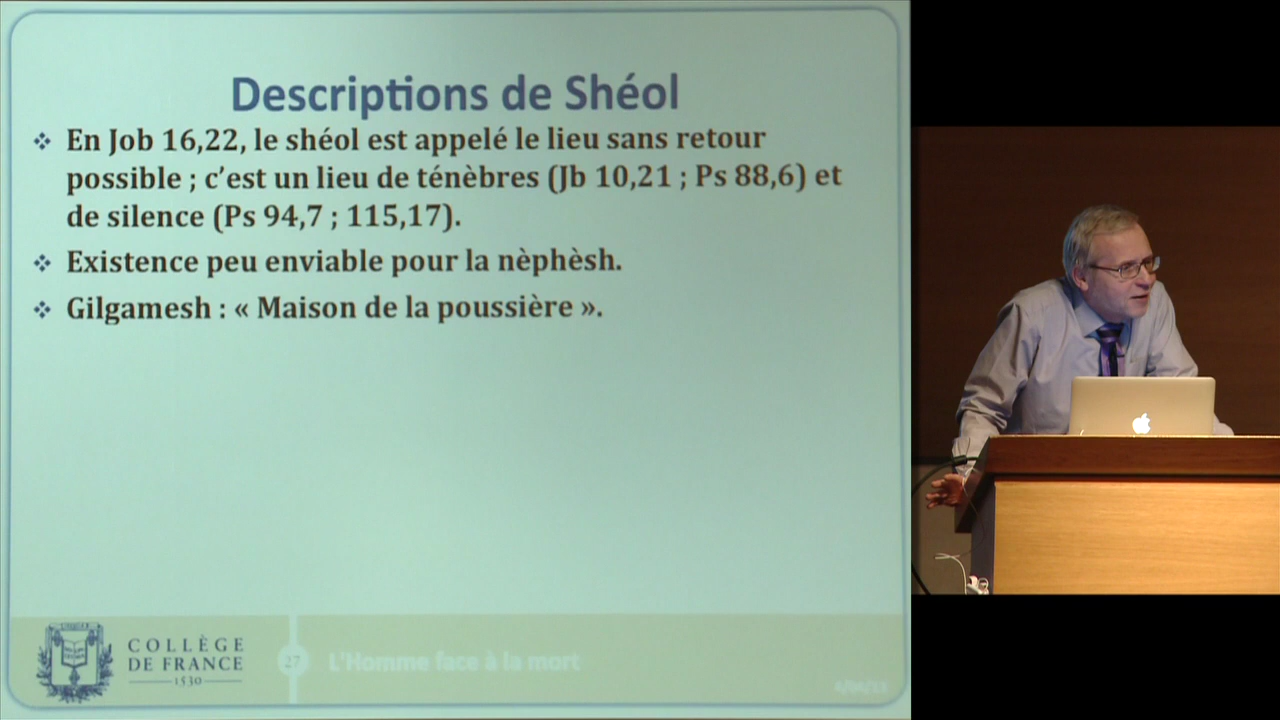 Descriptions de Shéol
❖ En Job 16,22, le shéol est appelé le lieu sans retour
possible ; c’est un lieu de ténèbres (Jb 10,21 ; Ps 88,6) et
de silence (Ps 94,7 ; 115,17).
❖ Existence peu enviable pour la nèphèsh.
❖ Gilgamesh : « Maison de la poussière ».
COLLÈGE
DE FRANCE
1530
27
L'Homme face à la mort